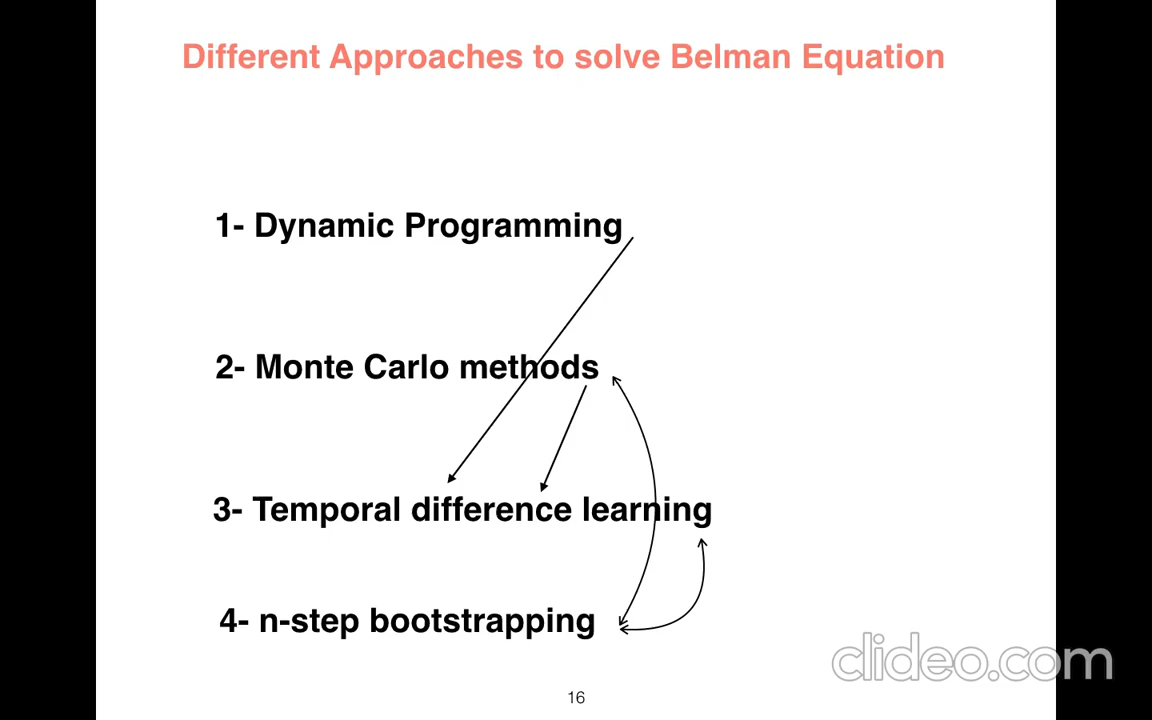 Different Approaches to solve Belman Equation
1- Dynamic Programming
2- Monte Carlo methods
3- Temporal difference learning
4- n-step bootstrapping
clideo.com
16